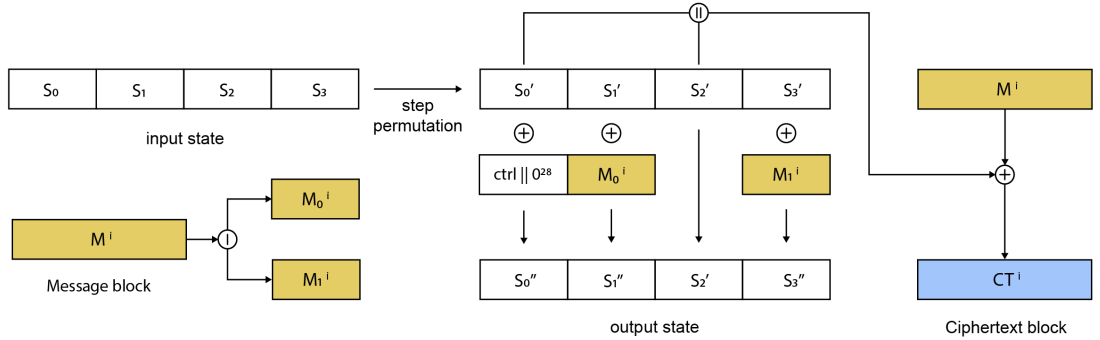 ||
S₀ S₁ S₂ S₃
step
permutation
S₀′ S₁′ S₂′ S₃′
M ⁱ
input state
+ + +
ctrl || 0²⁸ M₀ ⁱ M₁ ⁱ
+
M₀ ⁱ
M ⁱ
|
Message block
M₁ ⁱ
S₀″ S₁″ S₂′ S₃″
CT ⁱ
output state
Ciphertext block